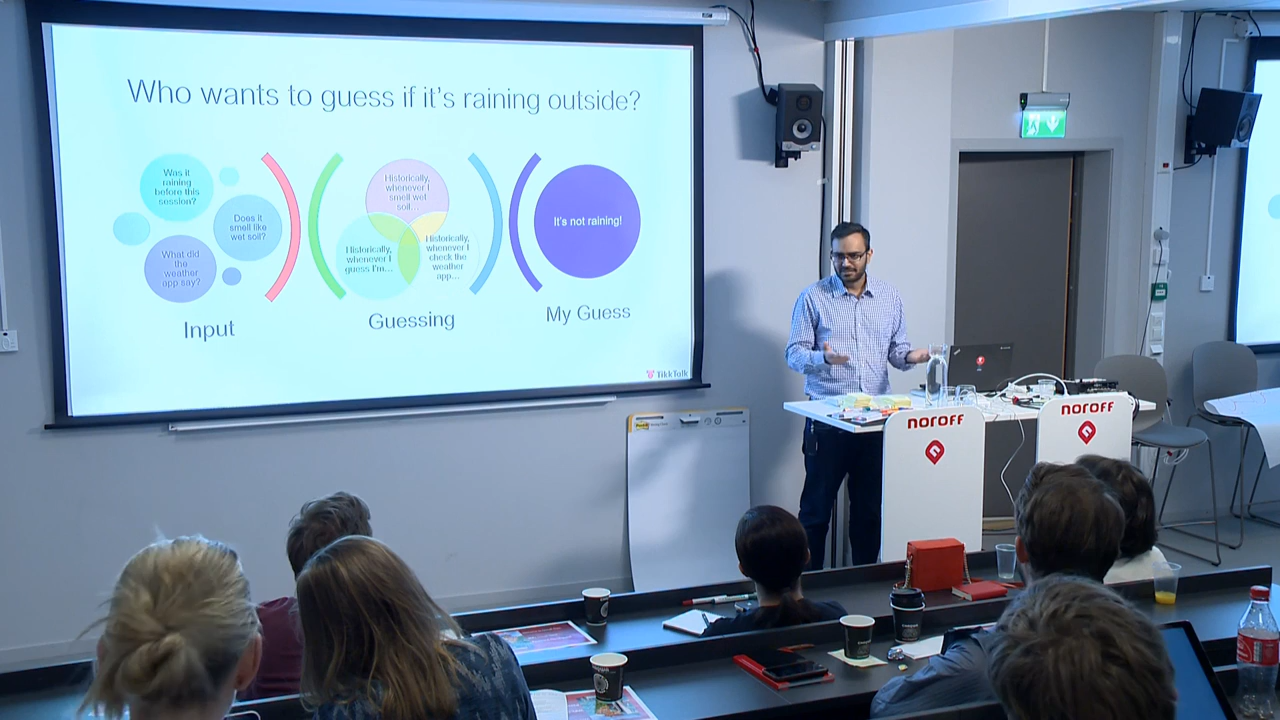 Who wants to guess if it's raining outside?
Was it
raining
before this
session?
Does it
smell like
wet soil?
What did
the
weather
app say?
Input
Historically,
whenever I
smell wet
soil...
Historically,
whenever I
guess I'm...
Historically,
whenever I
check the
weather
app...
Guessing
It's not raining!
My Guess
TikkTalk
NOROFF
NOROFF